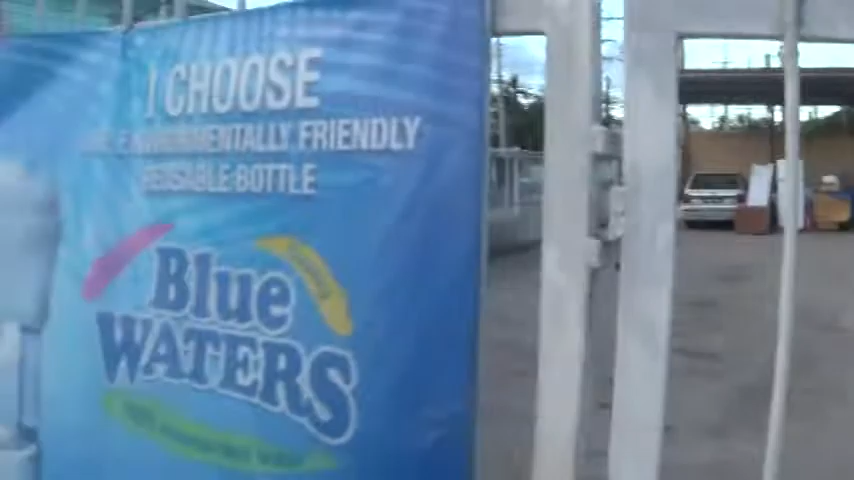 I CHOOSE
ENVIRONMENTALLY FRIENDLY
REUSABLE BOTTLE
Blue
WATERS